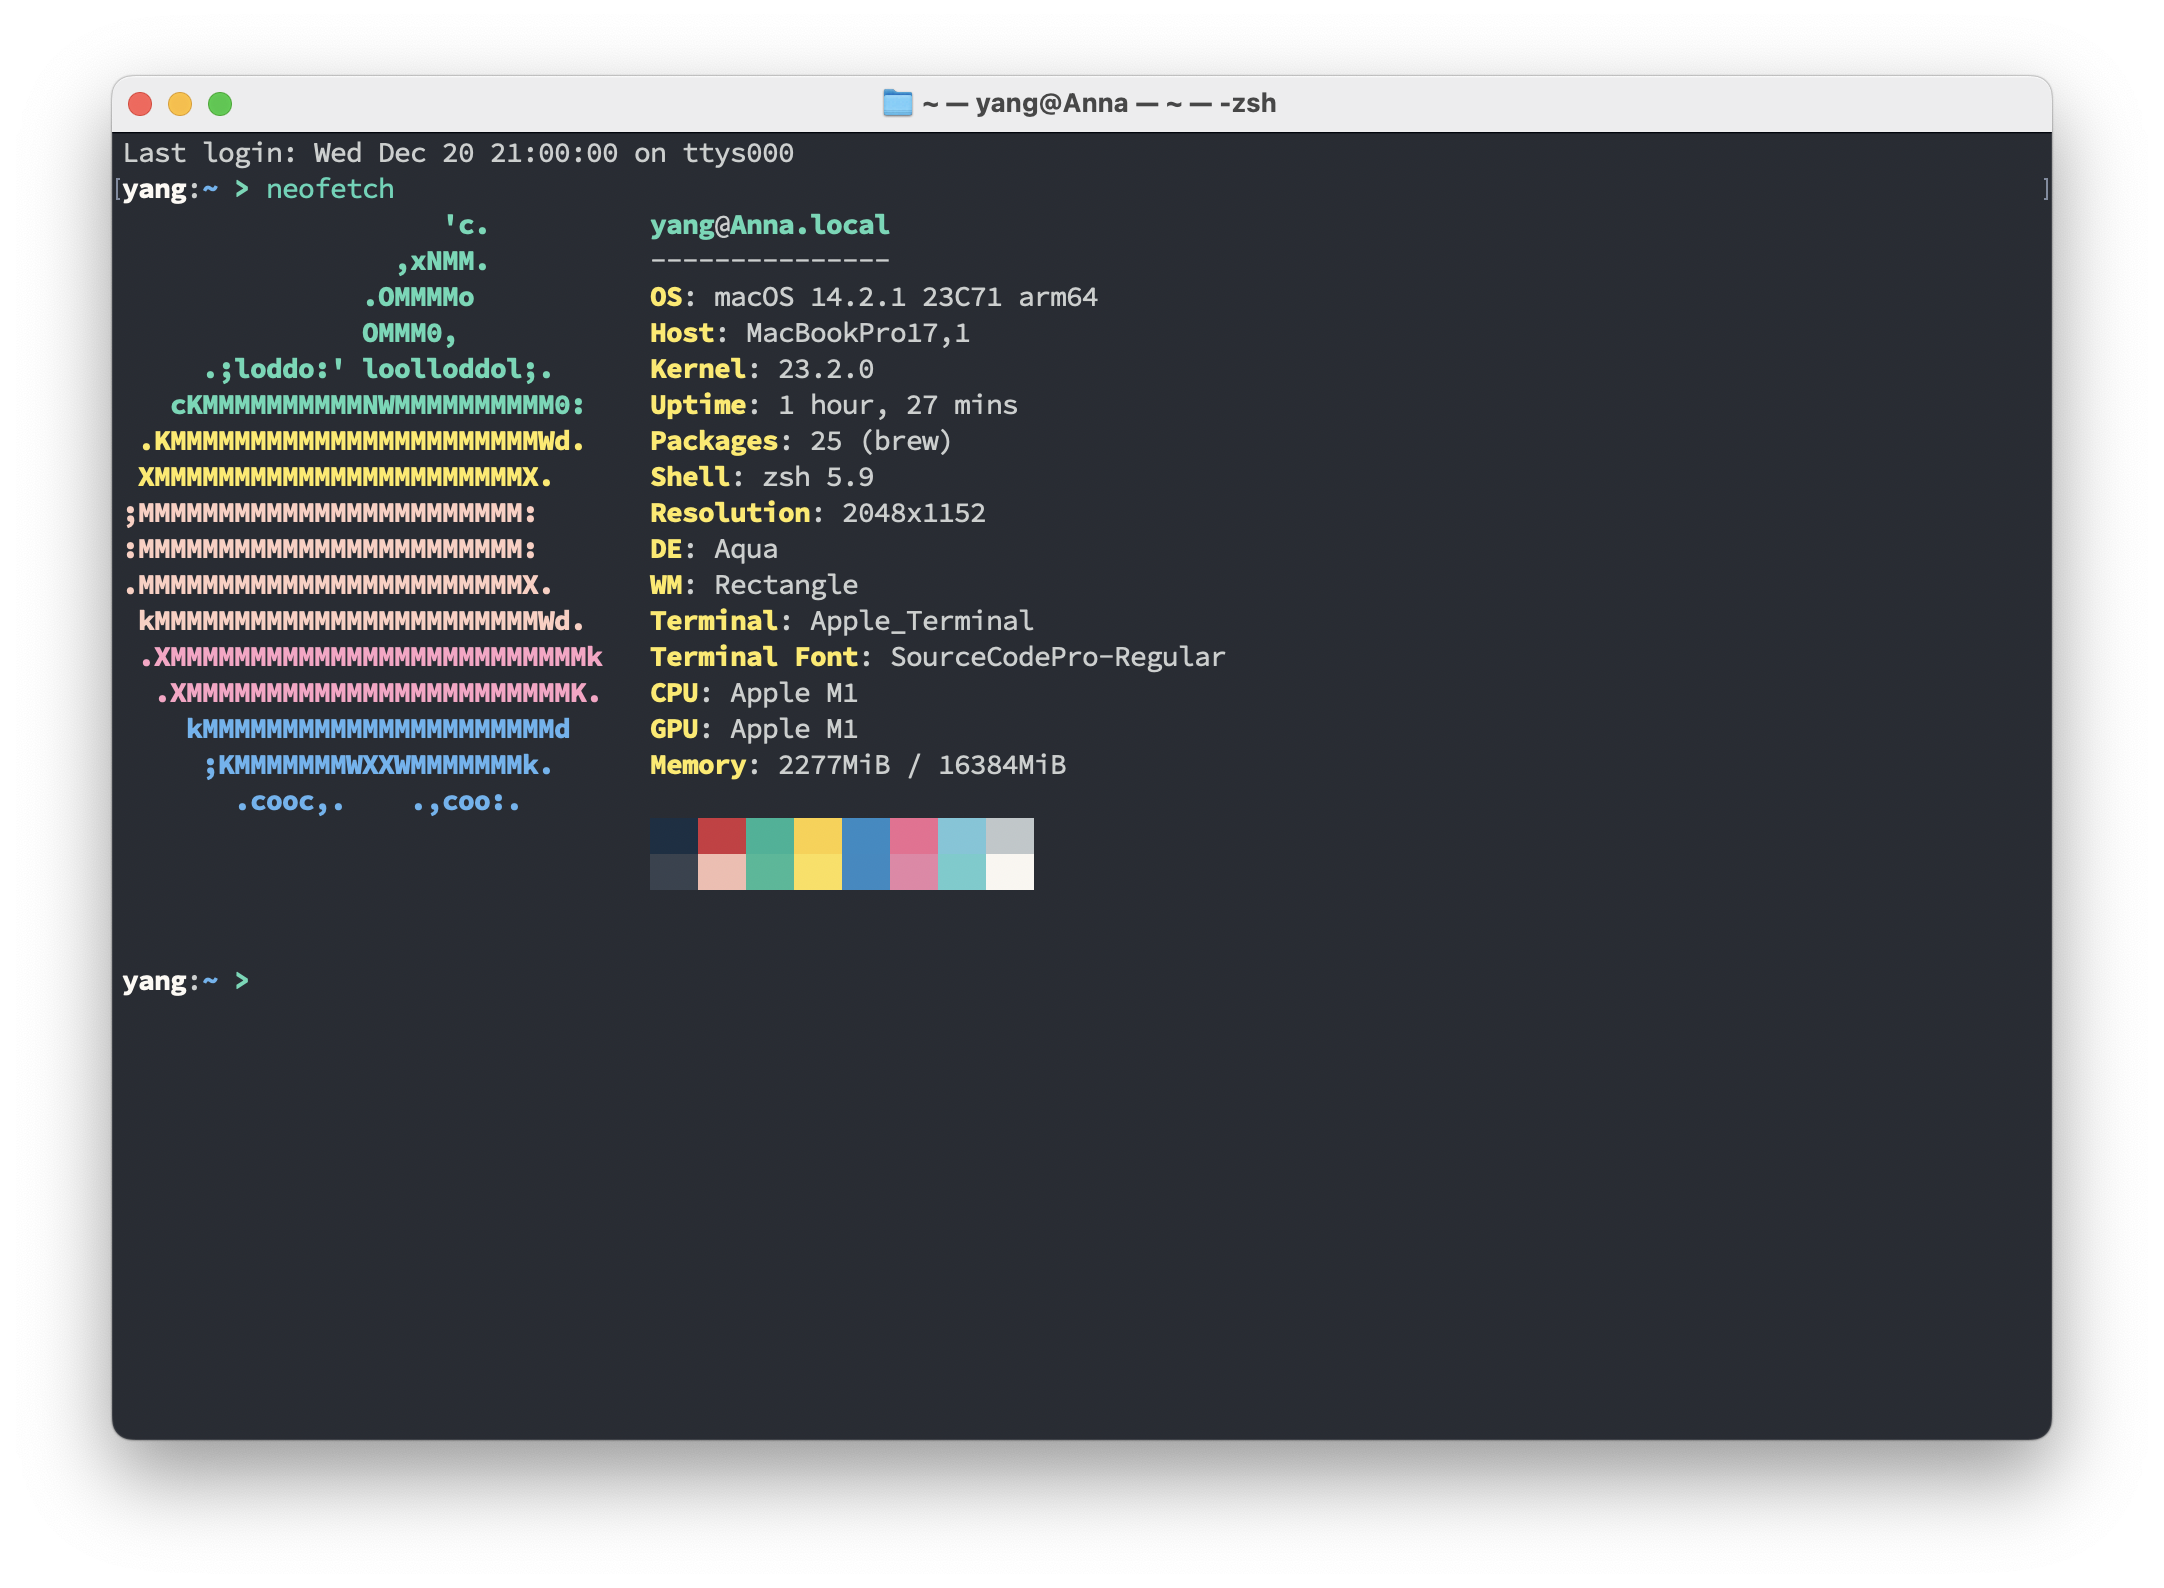 ~ — yang@Anna — ~ — -zsh
Last login: Wed Dec 20 21:00:00 on ttys000
[yang:~ > neofetch ]
'c. yang@Anna.local
,xNMM. ---------------
.OMMMMo OS: macOS 14.2.1 23C71 arm64
OMMM0, Host: MacBookPro17,1
.;loddo:' loolloddol;. Kernel: 23.2.0
cKMMMMMMMMMMNWMMMMMMMMMM0: Uptime: 1 hour, 27 mins
.KMMMMMMMMMMMMMMMMMMMMMMMWd. Packages: 25 (brew)
XMMMMMMMMMMMMMMMMMMMMMMMX. Shell: zsh 5.9
;MMMMMMMMMMMMMMMMMMMMMMMM: Resolution: 2048x1152
:MMMMMMMMMMMMMMMMMMMMMMMM: DE: Aqua
.MMMMMMMMMMMMMMMMMMMMMMMMX. WM: Rectangle
kMMMMMMMMMMMMMMMMMMMMMMMMWd. Terminal: Apple_Terminal
.XMMMMMMMMMMMMMMMMMMMMMMMMMMk Terminal Font: SourceCodePro-Regular
.XMMMMMMMMMMMMMMMMMMMMMMMMK. CPU: Apple M1
kMMMMMMMMMMMMMMMMMMMMMMd GPU: Apple M1
;KMMMMMMMWXXWMMMMMMMk. Memory: 2277MiB / 16384MiB
.cooc,. .,coo:.
yang:~ >